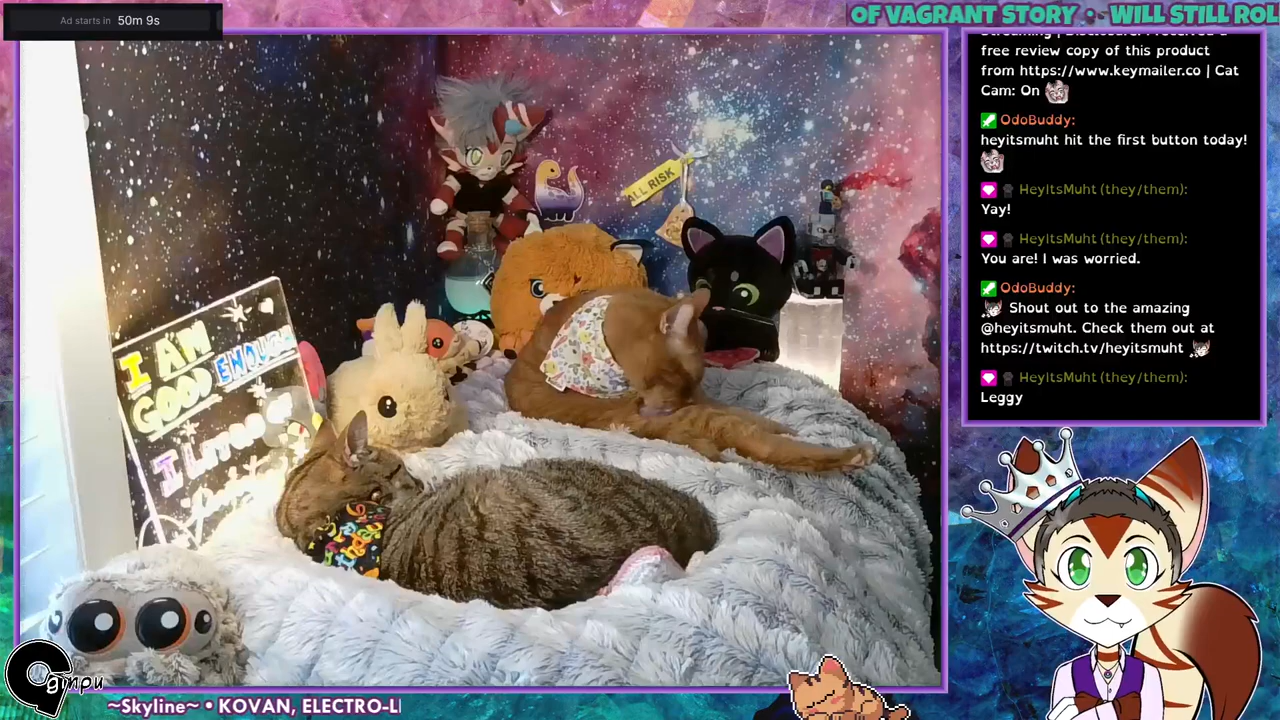 Ad starts in 50m 9s
OF VAGRANT STORY • WILL STILL ROL
free review copy of this product
from https://www.keymailer.co | Cat
Cam: On
OdoBuddy:
heyitsmuht hit the first button today!
HeyItsMuht (they/them):
Yay!
HeyItsMuht (they/them):
You are! I was worried.
OdoBuddy:
Shout out to the amazing
@heyitsmuht. Check them out at
https://twitch.tv/heyitsmuht
HeyItsMuht (they/them):
Leggy
ALL RISK
I AM
GOOD ENOUGH
I
ginpu
~Skyline~ • KOVAN, ELECTRO-LI